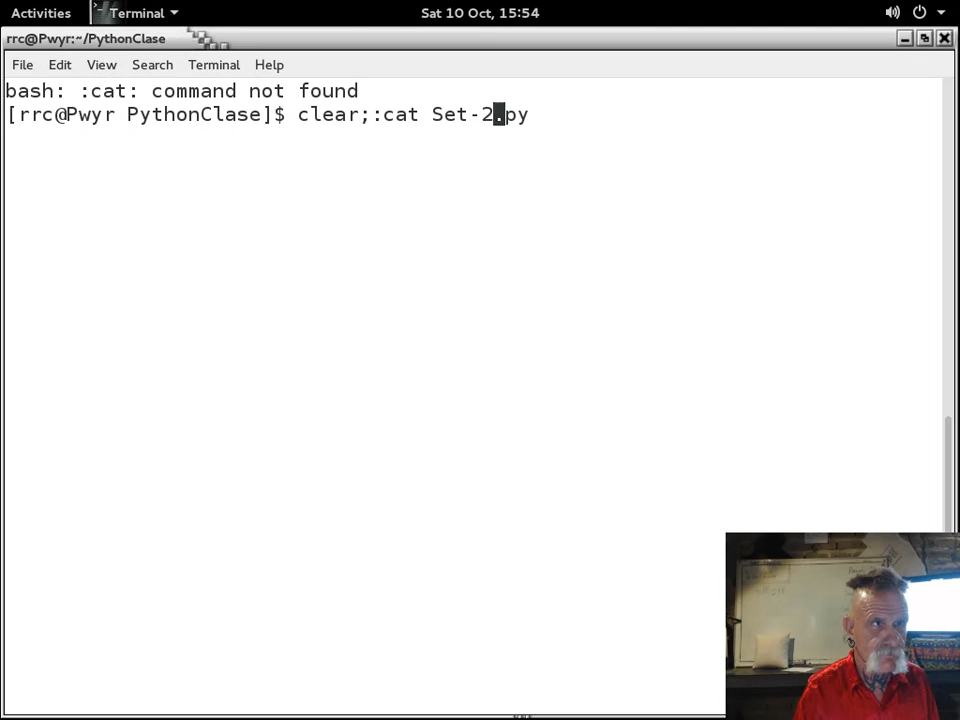 Activities
Terminal
Sat 10 Oct, 15:54
rrc@Pwyr:~/PythonClase
File Edit View Search Terminal Help
bash: :cat: command not found
[rrc@Pwyr PythonClase]$ clear;:cat Set-2.py